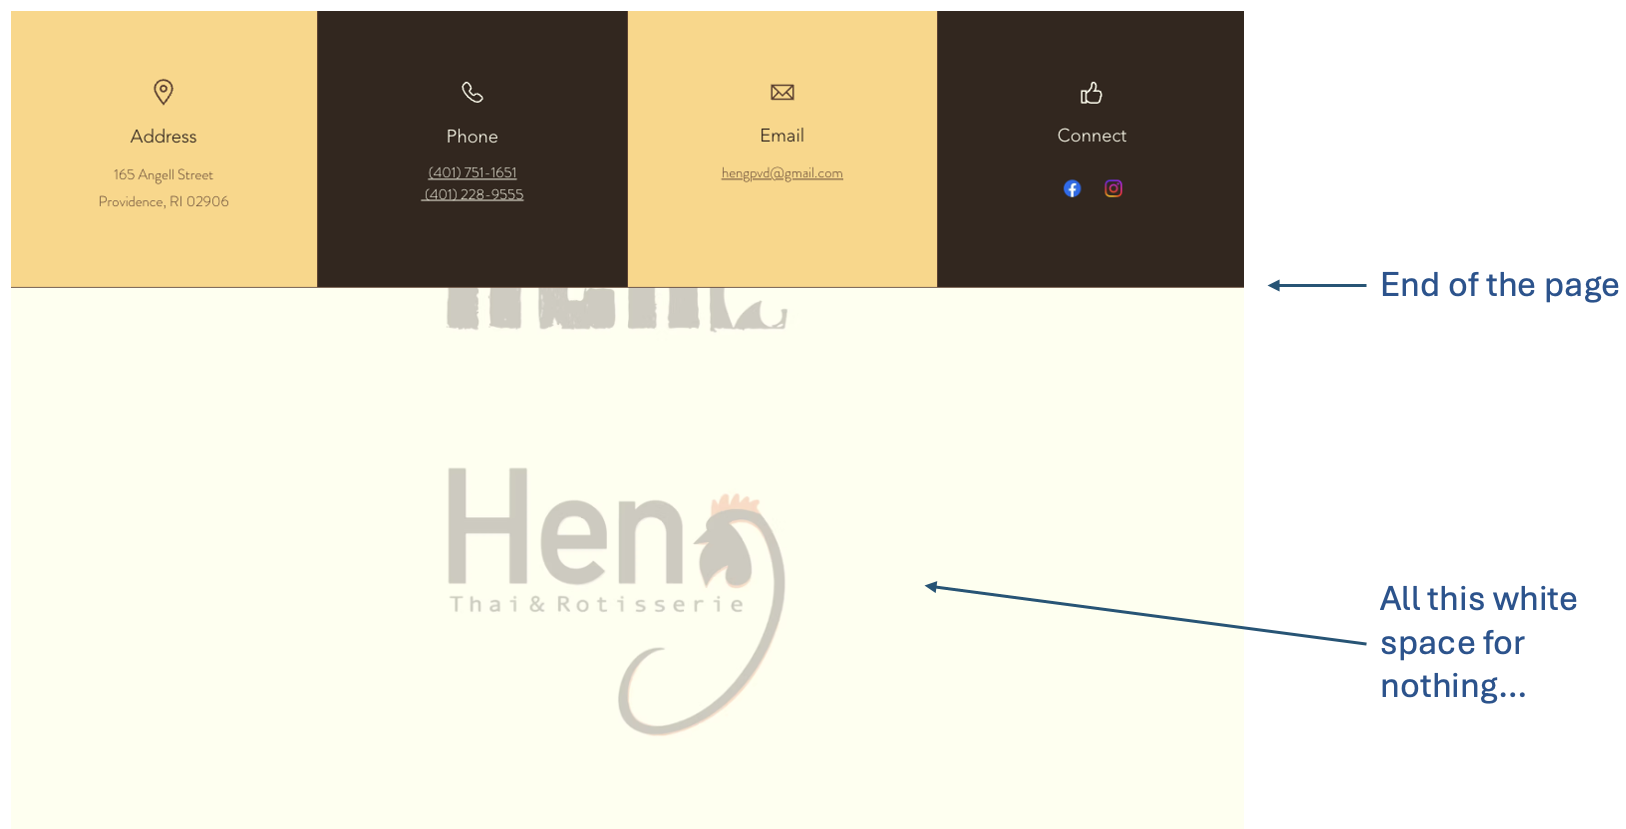 Address
165 Angell Street
Providence, RI 02906
Phone
(401) 751-1651
(401) 228-9555
Email
hengpvd@gmail.com
Connect
End of the page
Heng
Thai & Rotisserie
All this white
space for
nothing...